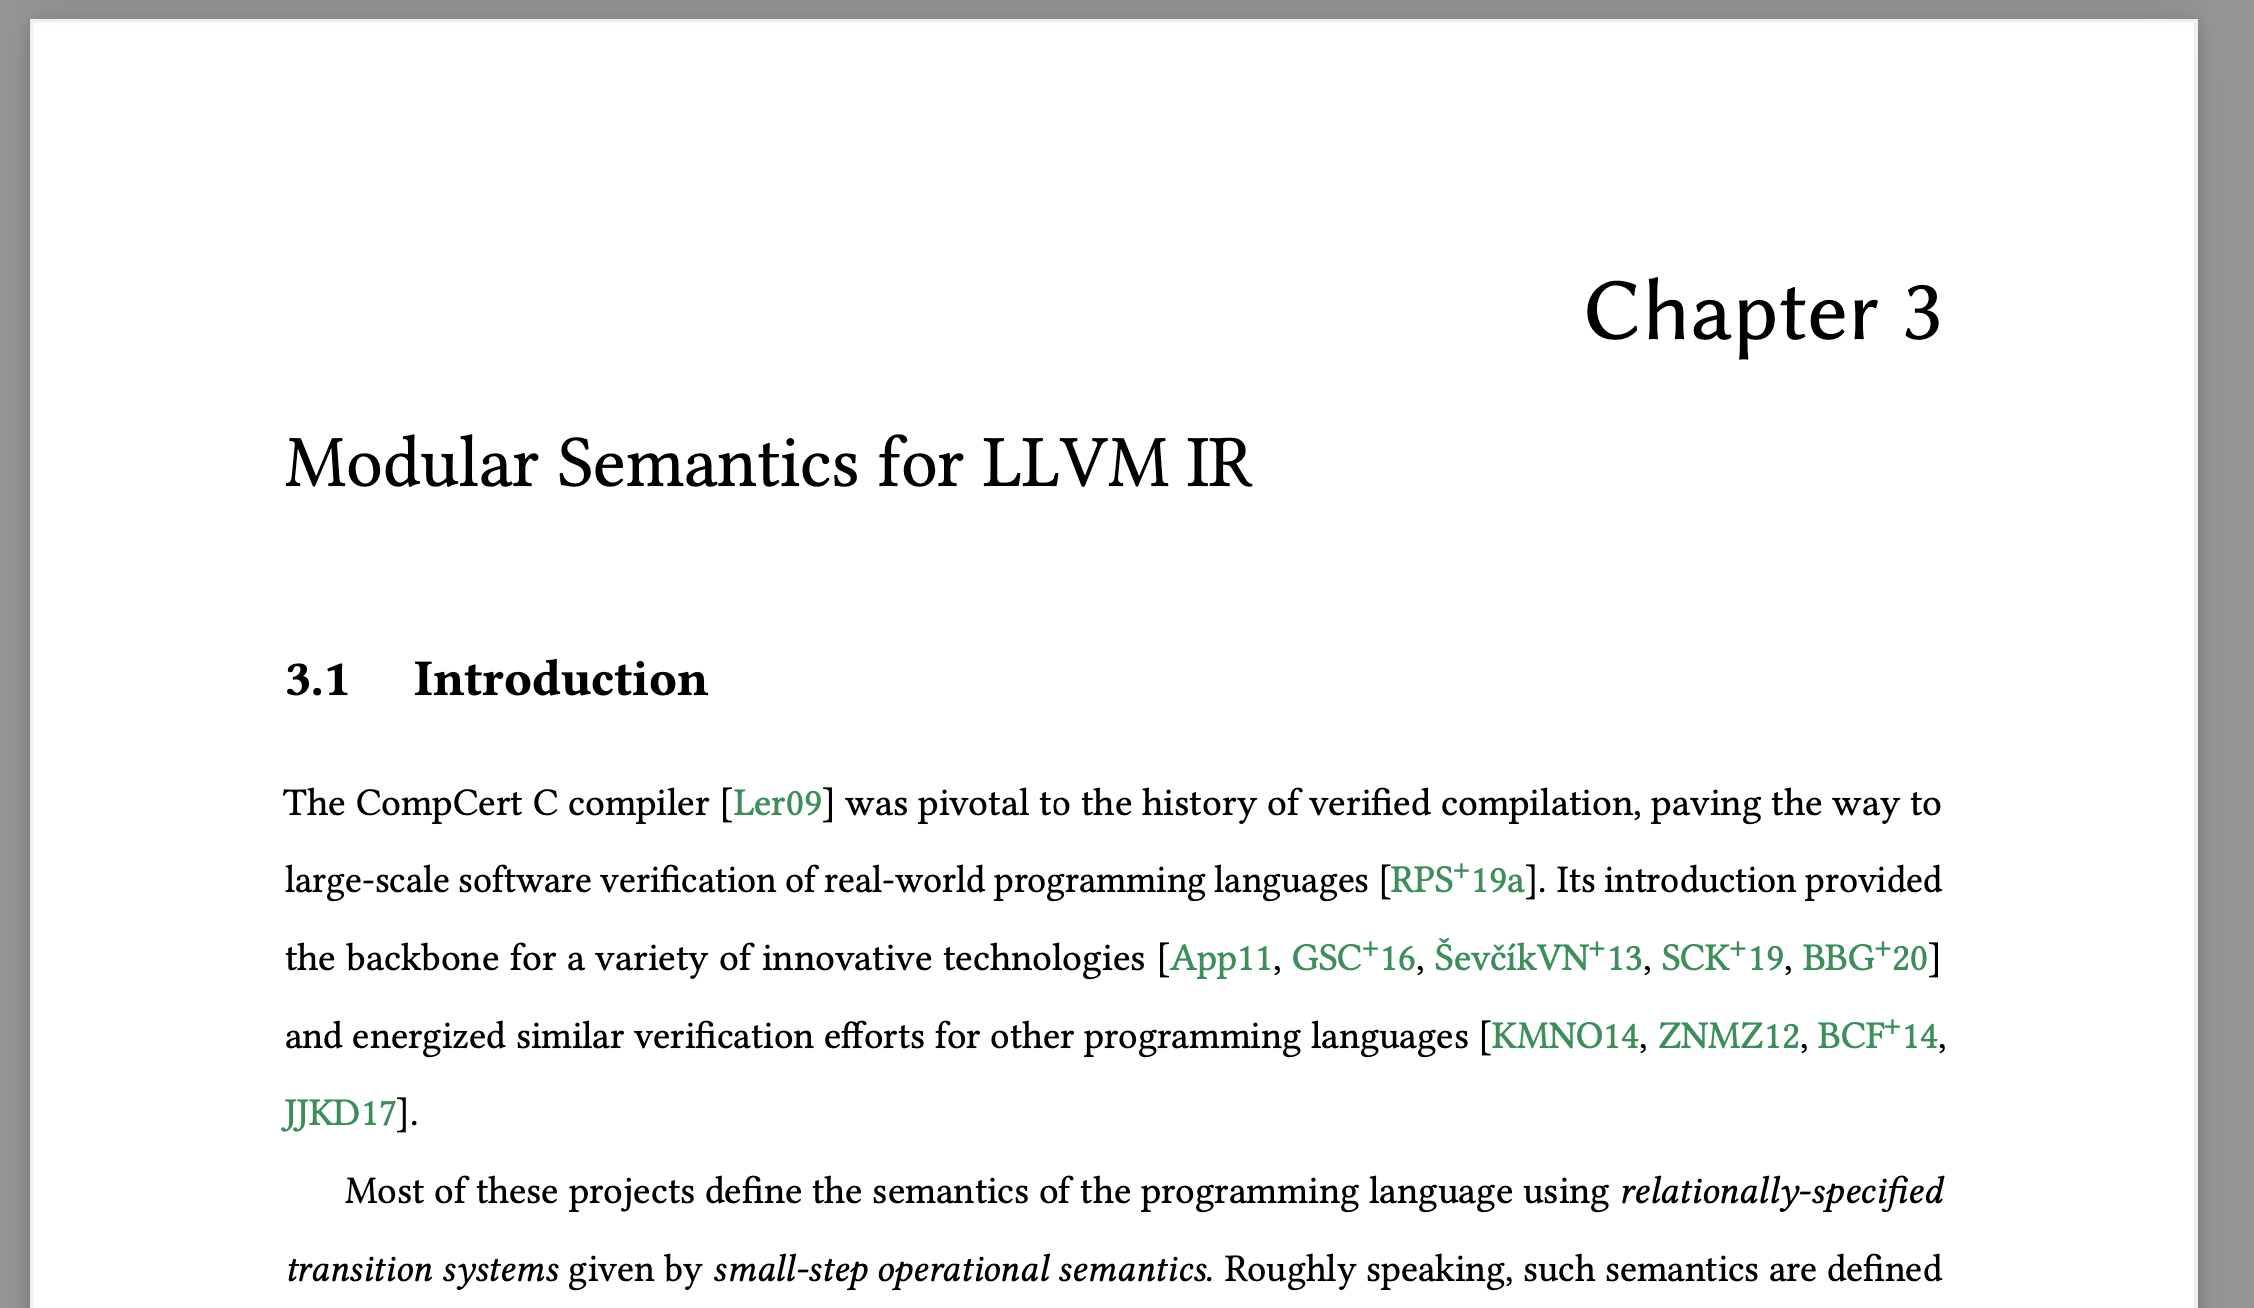 Chapter 3
Modular Semantics for LLVM IR
3.1 Introduction
The CompCert C compiler [Ler09] was pivotal to the history of verified compilation, paving the way to
large-scale software verification of real-world programming languages [RPS+19a]. Its introduction provided
the backbone for a variety of innovative technologies [App11, GSC+16, ŠevčíkVN+13, SCK+19, BBG+20]
and energized similar verification efforts for other programming languages [KMNO14, ZNMZ12, BCF+14,
JJKD17].
Most of these projects define the semantics of the programming language using relationally-specified
transition systems given by small-step operational semantics. Roughly speaking, such semantics are defined